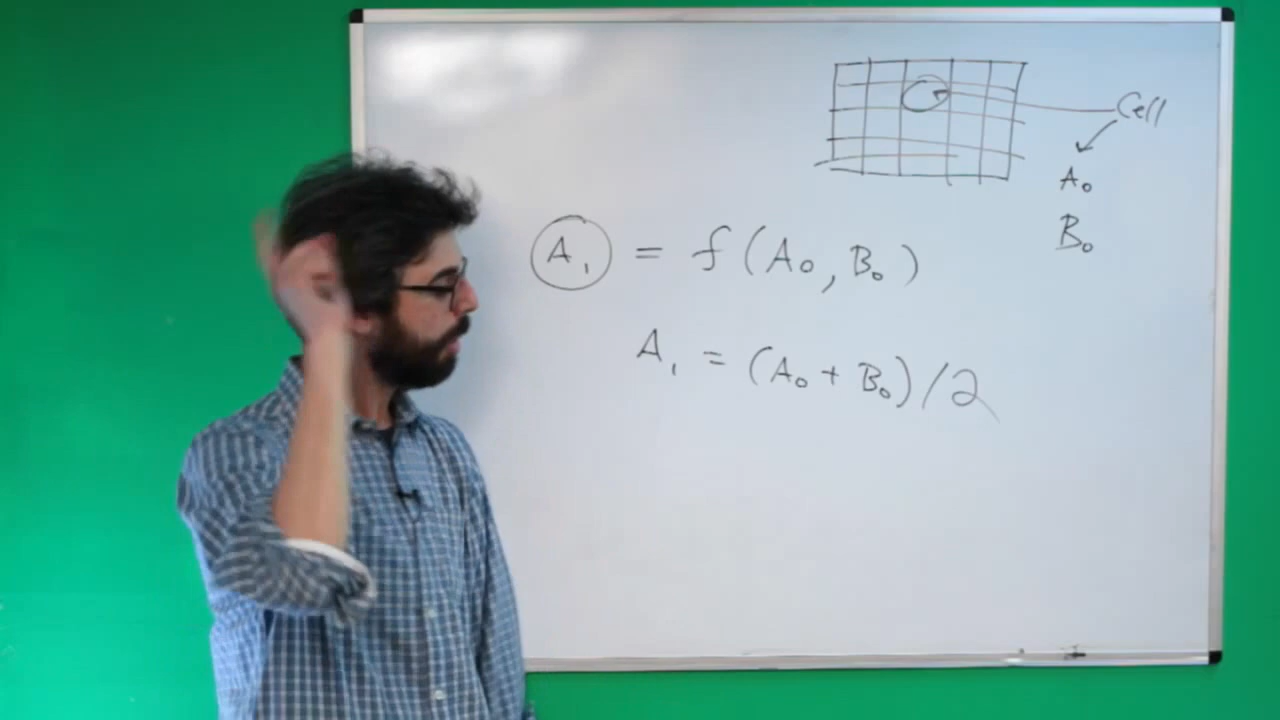 Cell
A₀
B₀
A₁ = f(A₀, B₀)
A₁ = (A₀ + B₀)/2